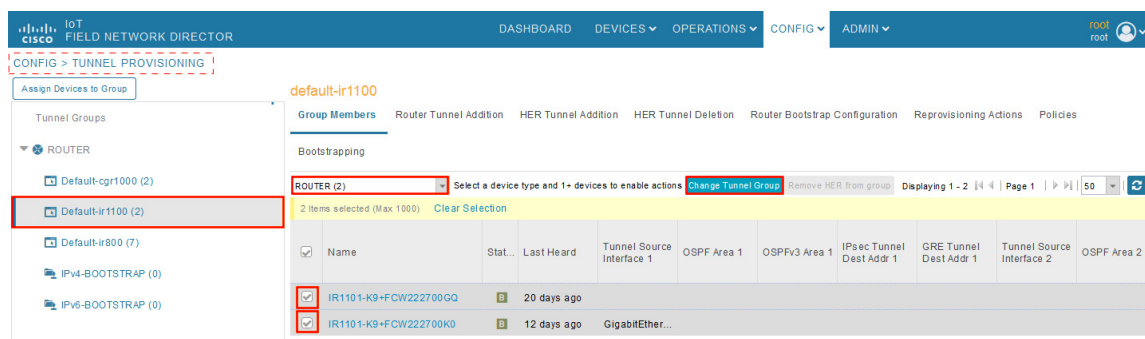 IoT
CISCO FIELD NETWORK DIRECTOR
DASHBOARD DEVICES OPERATIONS CONFIG ADMIN
root
root
CONFIG > TUNNEL PROVISIONING
Assign Devices to Group
Tunnel Groups
ROUTER
Default-cgr1000 (2)
Default-ir1100 (2)
Default-ir800 (7)
IPv4-BOOTSTRAP (0)
IPv6-BOOTSTRAP (0)
default-ir1100
Group Members Router Tunnel Addition HER Tunnel Addition HER Tunnel Deletion Router Bootstrap Configuration Reprovisioning Actions Policies
Bootstrapping
ROUTER (2) Select a device type and 1+ devices to enable actions Change Tunnel Group Remove HER from group Displaying 1 - 2 Page 1 50
2 Items selected (Max 1000) Clear Selection
Name Stat... Last Heard Tunnel Source Interface 1 OSPF Area 1 OSPFv3 Area 1 IPsec Tunnel Dest Addr 1 GRE Tunnel Dest Addr 1 Tunnel Source Interface 2 OSPF Area 2
IR1101-K9+FCW222700GQ B 20 days ago
IR1101-K9+FCW222700K0 B 12 days ago GigabitEther...